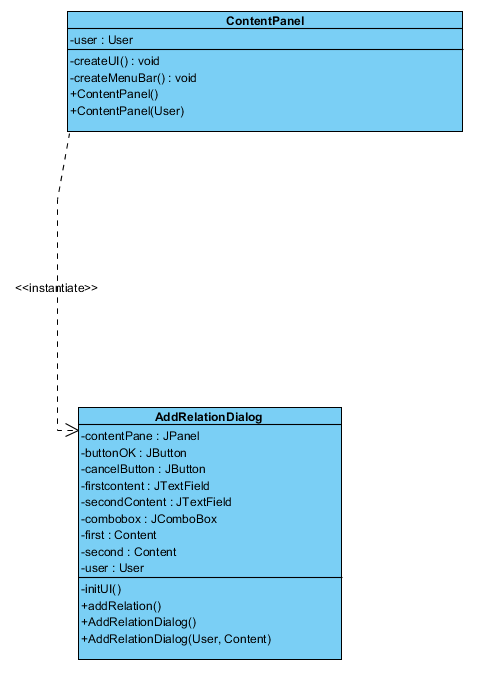 ContentPanel
-user : User
-createUI() : void
-createMenuBar() : void
+ContentPanel()
+ContentPanel(User)
<<instantiate>>
AddRelationDialog
-contentPane : JPanel
-buttonOK : JButton
-cancelButton : JButton
-firstcontent : JTextField
-secondContent : JTextField
-combobox : JComboBox
-first : Content
-second : Content
-user : User
-initUI()
+addRelation()
+AddRelationDialog()
+AddRelationDialog(User, Content)